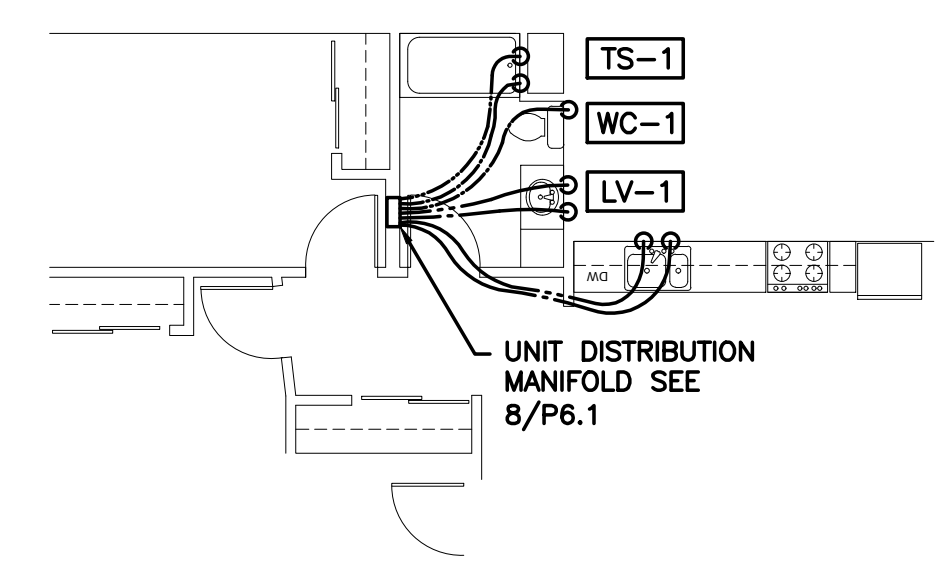 TS-1
WC-1
LV-1
DW
UNIT DISTRIBUTION
MANIFOLD SEE
8/P6.1